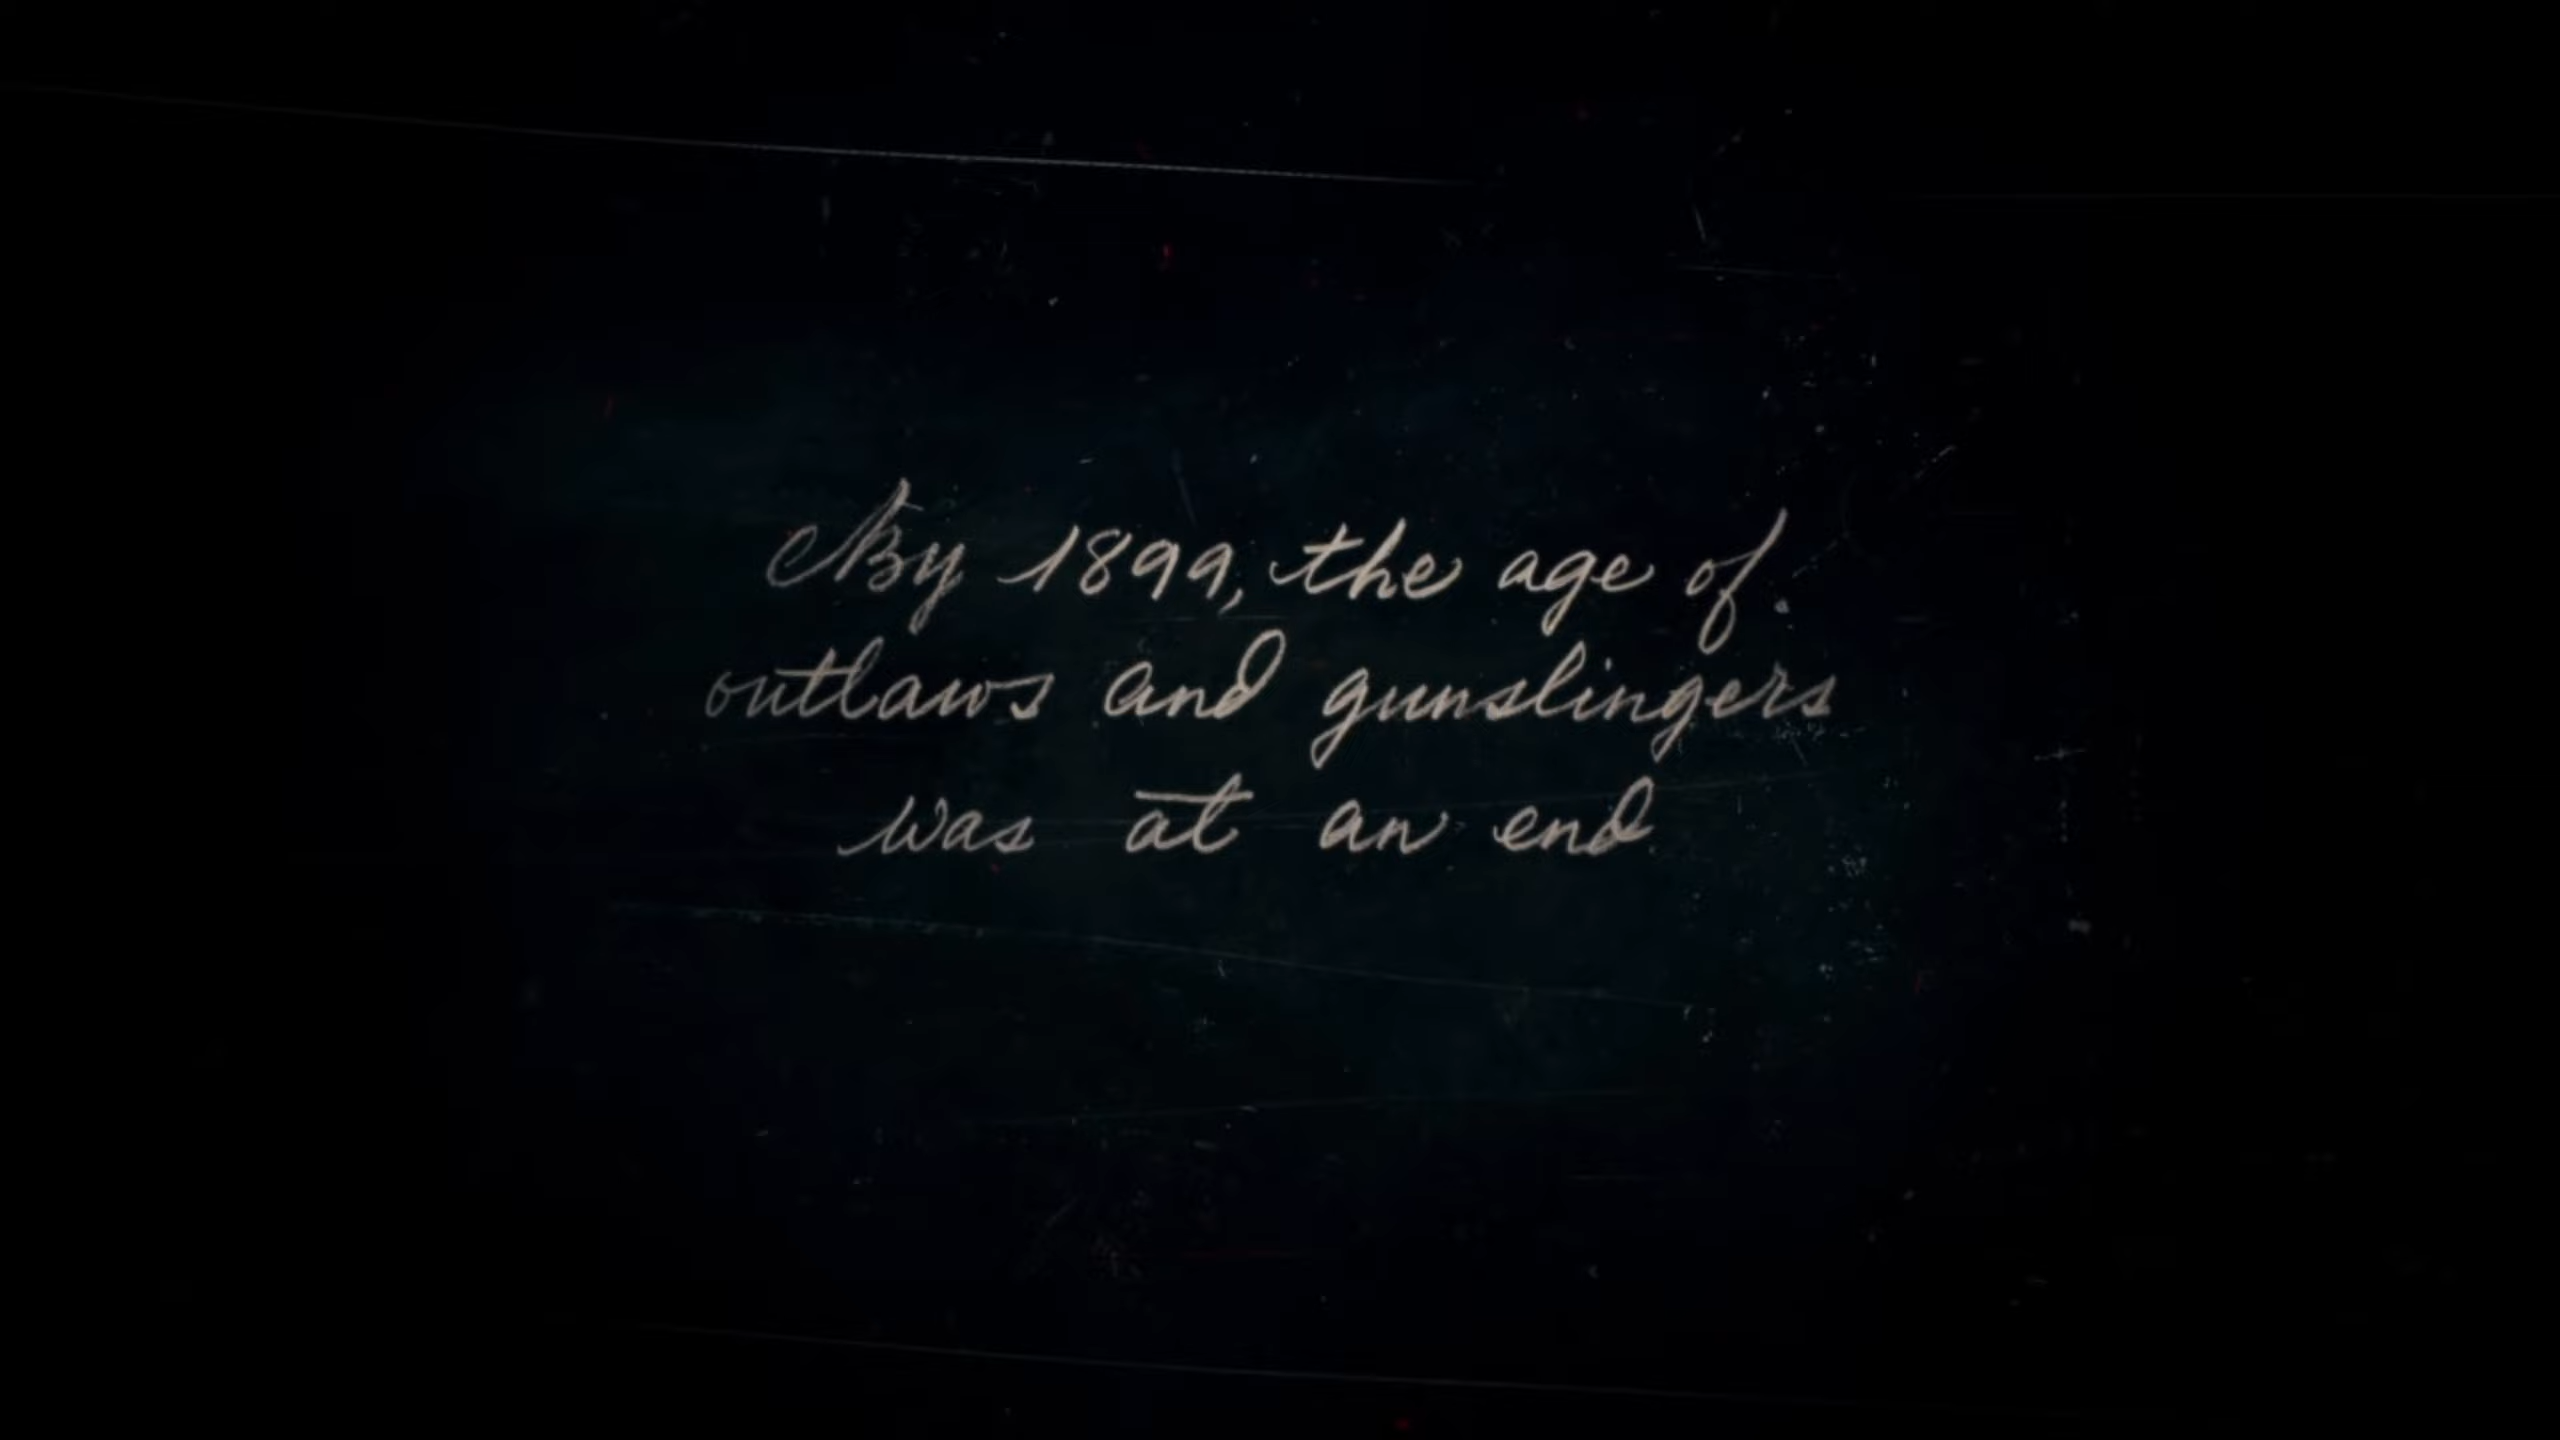 By 1899, the age of
outlaws and gunslingers
was at an end